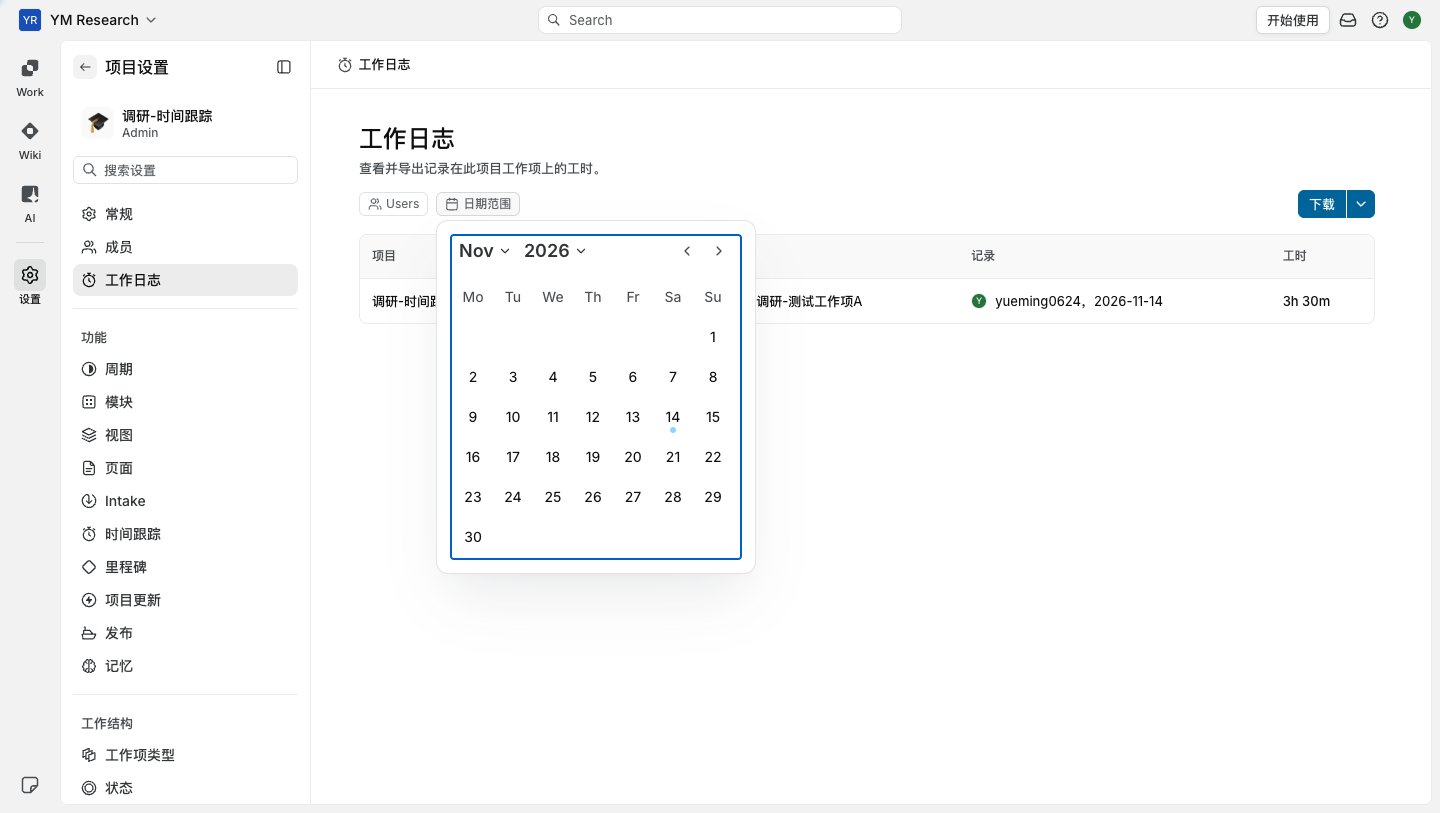 YR YM Research
Search
开始使用
Y
Work
Wiki
AI
设置
项目设置
调研-时间跟踪
Admin
搜索设置
常规
成员
工作日志
功能
周期
模块
视图
页面
Intake
时间跟踪
里程碑
项目更新
发布
记忆
工作结构
工作项类型
状态
工作日志
工作日志
查看并导出记录在此项目工作项上的工时。
Users 日期范围
下载
项目 记录 工时
调研-时间 调研-测试工作项A Y yueming0624, 2026-11-14 3h 30m
Nov 2026
Mo Tu We Th Fr Sa Su
1
2 3 4 5 6 7 8
9 10 11 12 13 14 15
16 17 18 19 20 21 22
23 24 25 26 27 28 29
30